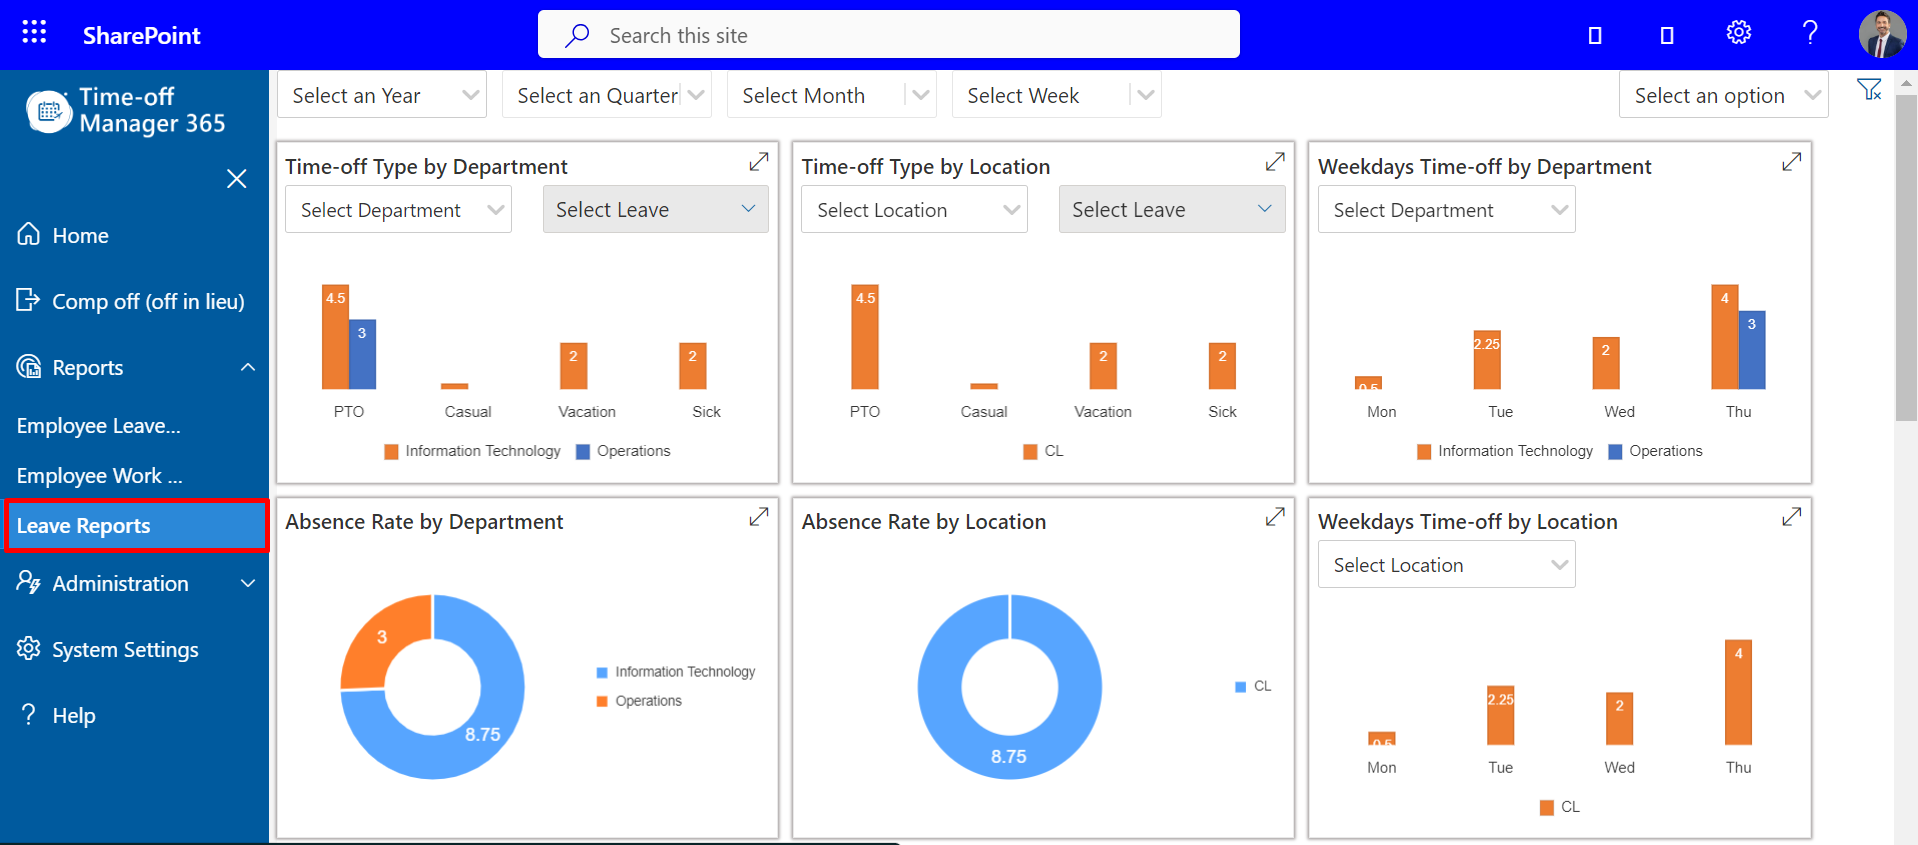 SharePoint
Search this site
Time-off
Manager 365
Home
Comp off (off in lieu)
Reports
Employee Leave...
Employee Work ...
Leave Reports
Administration
System Settings
Help
Select an Year
Select an Quarter
Select Month
Select Week
Select an option
Time-off Type by Department
Select Department
Select Leave
4.5
3
2
2
PTO
Casual
Vacation
Sick
Information Technology
Operations
Time-off Type by Location
Select Location
Select Leave
4.5
2
2
PTO
Casual
Vacation
Sick
CL
Weekdays Time-off by Department
Select Department
0.5
2.25
2
4
3
Mon
Tue
Wed
Thu
Information Technology
Operations
Absence Rate by Department
3
8.75
Information Technology
Operations
Absence Rate by Location
8.75
CL
Weekdays Time-off by Location
Select Location
0.5
2.25
2
4
Mon
Tue
Wed
Thu
CL